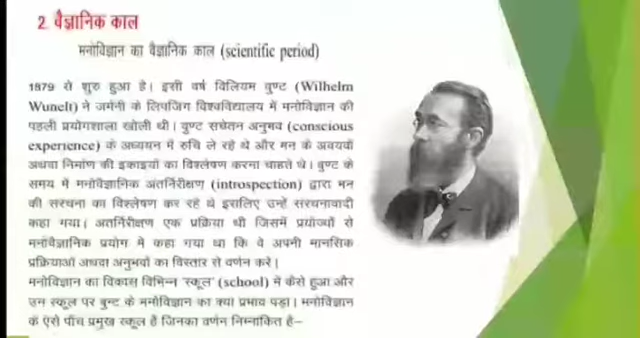 2. वैज्ञानिक काल
मनोविज्ञान का वैज्ञानिक काल (scientific period)
1879 से शुरु हुआ है। इसी वर्ष विलियम वुण्ट (Wilhelm
Wunelt) ने जर्मनी के लिपजिग विश्वविद्यालय में मनोविज्ञान की
पहली प्रयोगशाला खोली थी। वुण्ट सचेतन अनुभव (conscious
experience) के अध्ययन में रुचि ले रहे थे और मन के अवयवों
अथवा निर्माण की इकाइयों का विश्लेषण करना चाहते थे। वुण्ट के
समय में मनोवैज्ञानिक अंतर्निरीक्षण (introspection) द्वारा मन
की संरचना का विश्लेषण कर रहे थे इसलिए उन्हें संरचनावादी
कहा गया। अंतर्निरीक्षण एक प्रक्रिया थी जिसमें प्रयोज्यों से
मनोवैज्ञानिक प्रयोग में कहा गया था कि वे अपनी मानसिक
प्रक्रियाओं अथवा अनुभवों का विस्तार से वर्णन करें।
मनोविज्ञान का विकास विभिन्न 'स्कूल' (school) में कैसे हुआ और
उन स्कूल पर वुन्ट के मनोविज्ञान का क्या प्रभाव पड़ा। मनोविज्ञान
के ऐसे पाँच प्रमुख स्कूल हैं जिनका वर्णन निम्नांकित है–